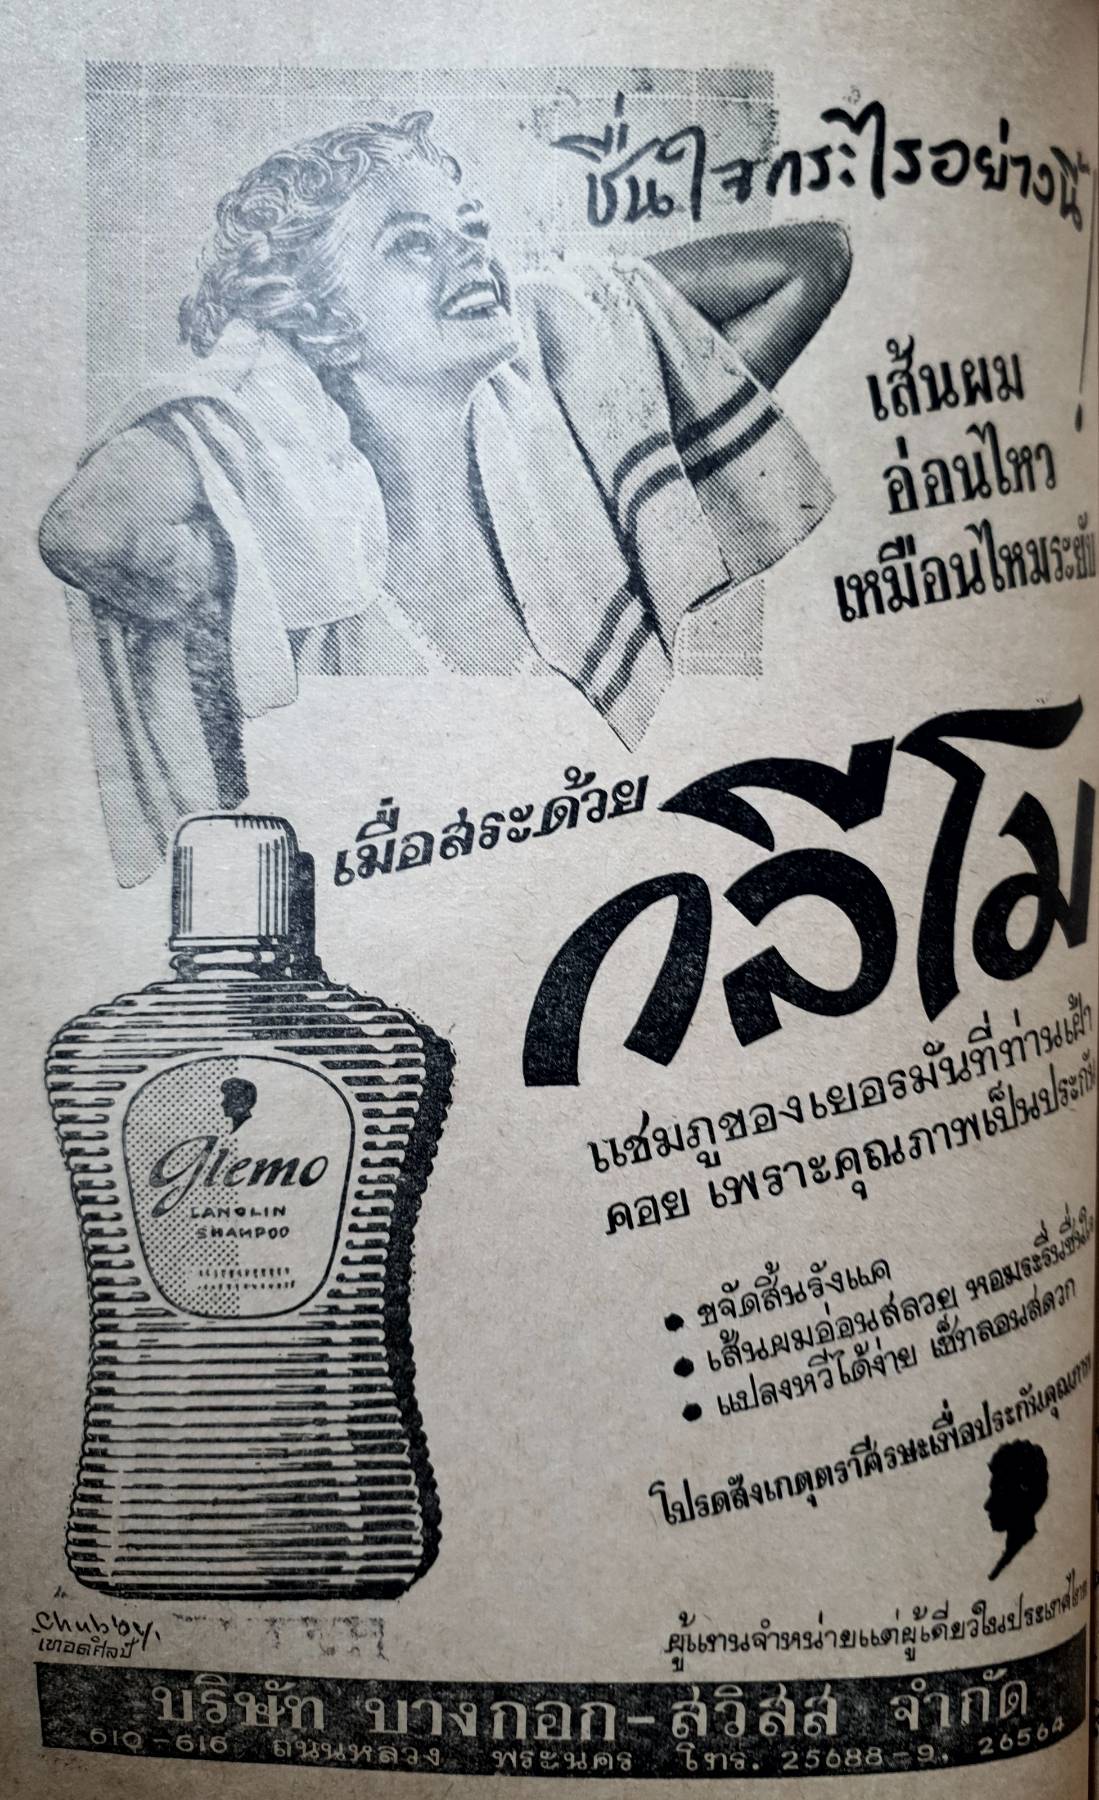 ชื่นใจกระไรอย่างนี้
เส้นผม
อ่อนไหว
เหมือนไหมระยับ
เมื่อสระด้วย
กลีโม
แชมภูของเยอรมันที่ท่านเฝ้า
คอย เพราะคุณภาพเป็นประกัน
• ขจัดสิ้นรังแค
• เส้นผมอ่อนสลวย หอมระรื่นชื่นใจ
• แปลงหวีได้ง่าย เซ็ทลอนสดวก
โปรดสังเกตุตราศีรษะเพื่อประกันคุณภาพ
glemo
LANOLIN
SHAMPOO
Chubby.
เทอดศิลป์
ผู้แทนจำหน่ายแต่ผู้เดียวในประเทศไทย
บริษัท บางกอก-สวิสส์ จำกัด
610-616 ถนนหลวง พระนคร โทร. 25688-9, 26564